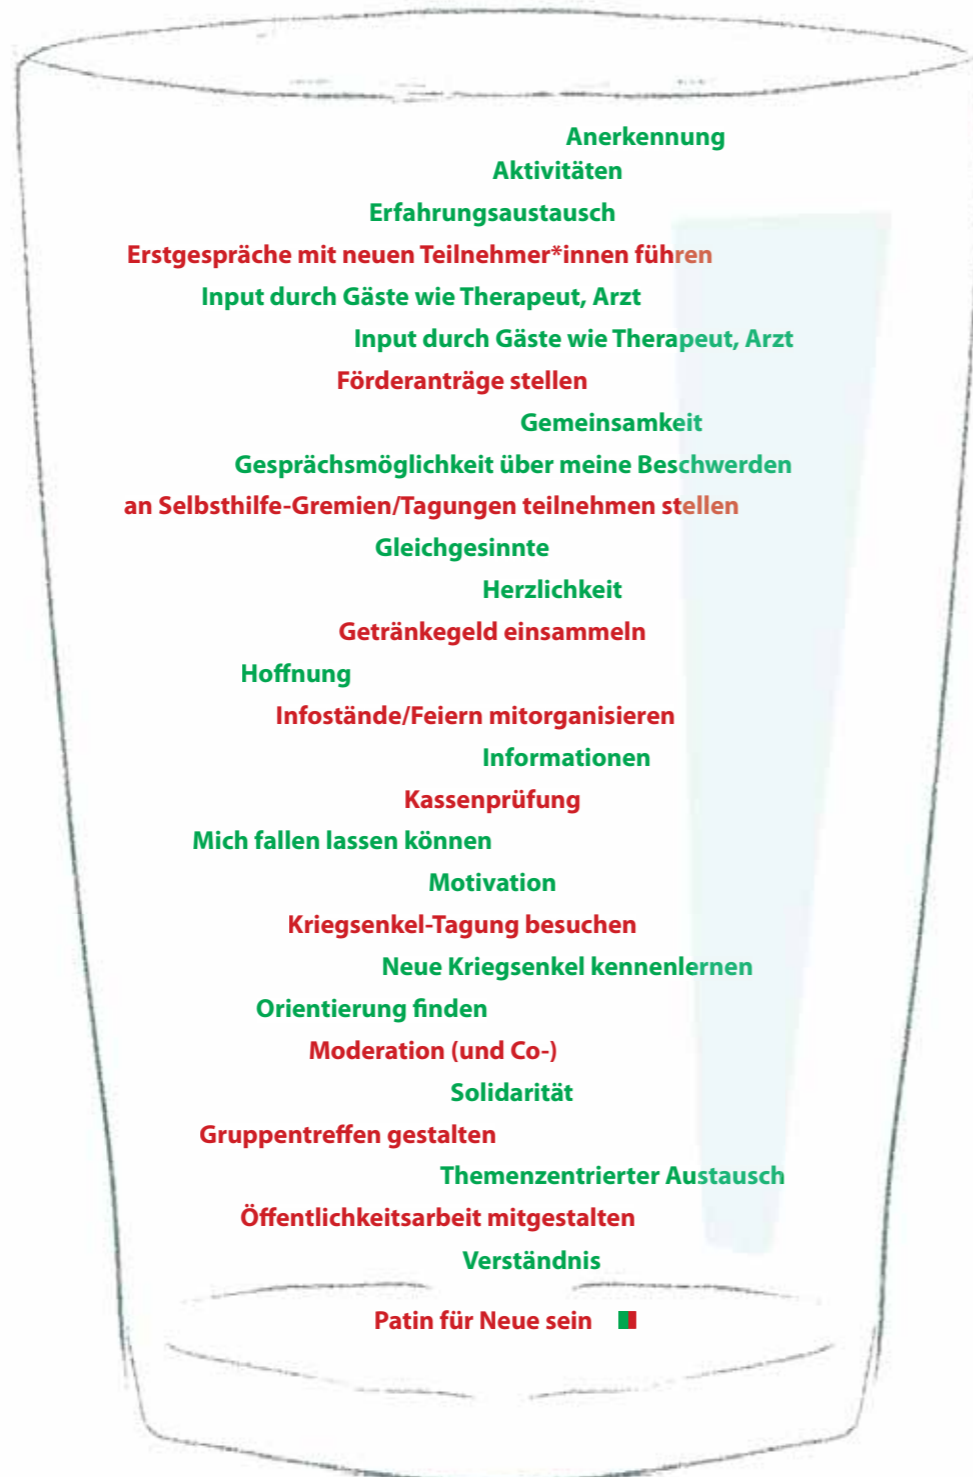 Anerkennung
Aktivitäten
Erfahrungsaustausch
Erstgespräche mit neuen Teilnehmer*innen führen
Input durch Gäste wie Therapeut, Arzt
Input durch Gäste wie Therapeut, Arzt
Förderanträge stellen
Gemeinsamkeit
Gesprächsmöglichkeit über meine Beschwerden
an Selbsthilfe-Gremien/Tagungen teilnehmen stellen
Gleichgesinnte
Herzlichkeit
Getränkegeld einsammeln
Hoffnung
Infostände/Feiern mitorganisieren
Informationen
Kassenprüfung
Mich fallen lassen können
Motivation
Kriegsenkel-Tagung besuchen
Neue Kriegsenkel kennenlernen
Orientierung finden
Moderation (und Co-)
Solidarität
Gruppentreffen gestalten
Themenzentrierter Austausch
Öffentlichkeitsarbeit mitgestalten
Verständnis
Patin für Neue sein